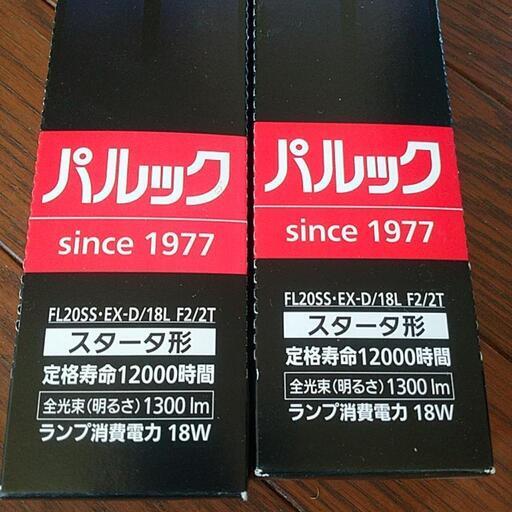 パルック
since 1977
FL20SS・EX-D/18L F2/2T
スタータ形
定格寿命12000時間
全光束(明るさ) 1300 lm
ランプ消費電力 18W
パルック
since 1977
FL20SS・EX-D/18L F2/2T
スタータ形
定格寿命12000時間
全光束(明るさ) 1300 lm
ランプ消費電力 18W